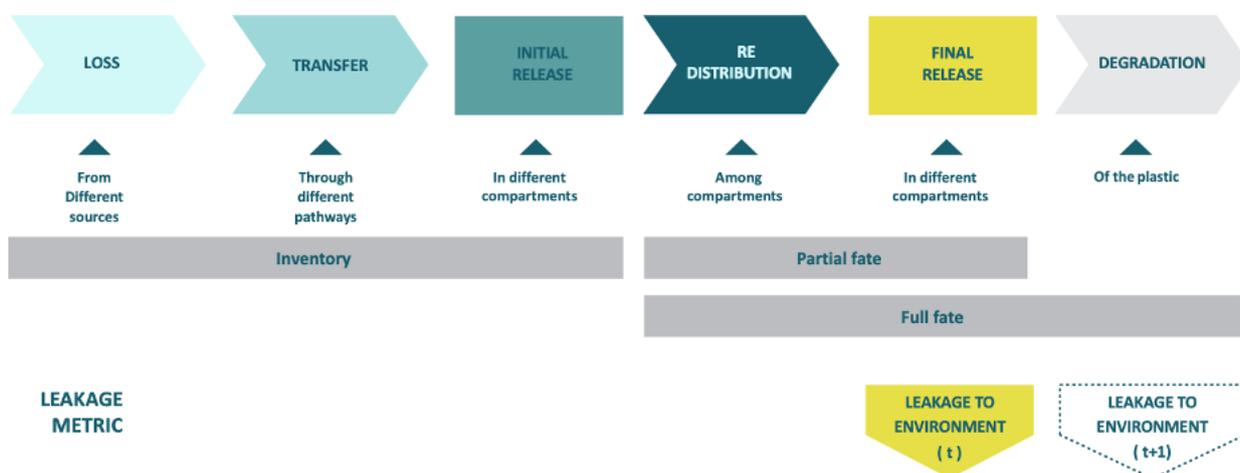 LOSS
TRANSFER
INITIAL
RELEASE
RE
DISTRIBUTION
FINAL
RELEASE
DEGRADATION
From
Different
sources
Through
different
pathways
In different
compartments
Among
compartments
In different
compartments
Of the plastic
Inventory
Partial fate
Full fate
LEAKAGE
METRIC
LEAKAGE TO
ENVIRONMENT
( t )
LEAKAGE TO
ENVIRONMENT
( t+1)